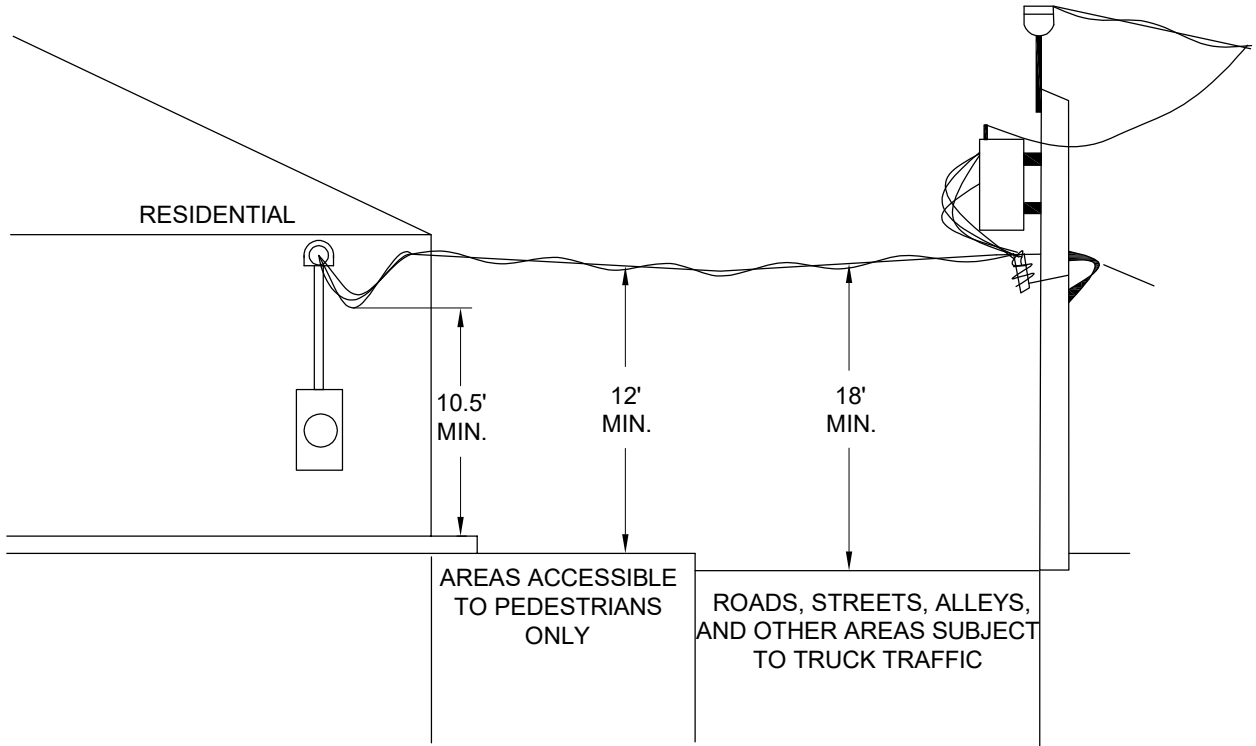 RESIDENTIAL
10.5'
MIN.
12'
MIN.
18'
MIN.
AREAS ACCESSIBLE
TO PEDESTRIANS
ONLY
ROADS, STREETS, ALLEYS,
AND OTHER AREAS SUBJECT
TO TRUCK TRAFFIC